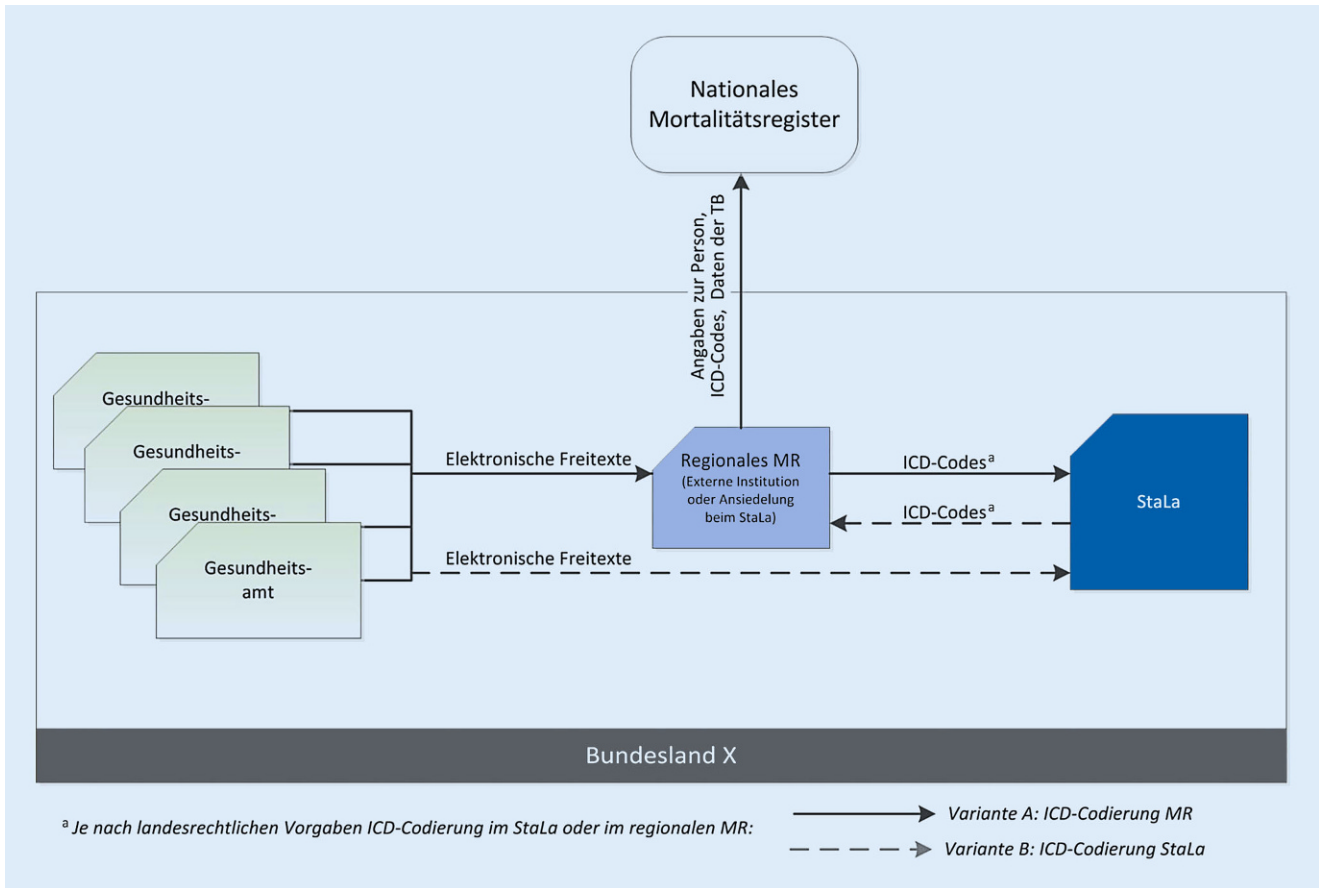 Nationales
Mortalitätsregister
Angaben zur Person,
ICD-Codes, Daten der TB
Gesundheits-
Gesundheits-
Gesundheits-
Gesundheits-
amt
Elektronische Freitexte
Elektronische Freitexte
Regionales MR
(Externe Institution
oder Ansiedelung
beim StaLa)
ICD-Codesᵃ
ICD-Codesᵃ
StaLa
Bundesland X
ᵃ Je nach landesrechtlichen Vorgaben ICD-Codierung im StaLa oder im regionalen MR:
Variante A: ICD-Codierung MR
Variante B: ICD-Codierung StaLa